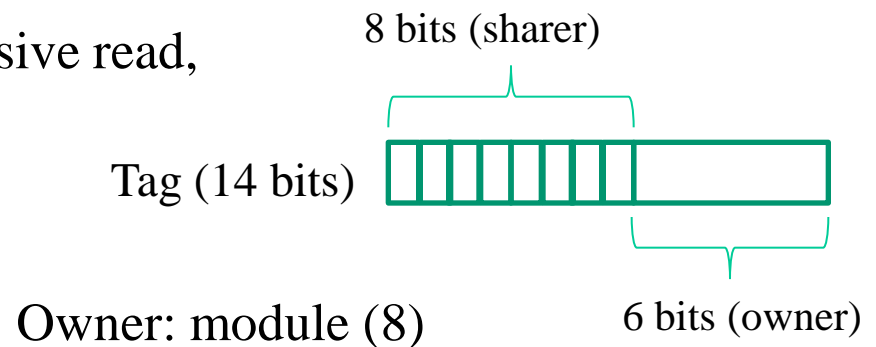 8 bits (sharer)
sive read,
Tag (14 bits)
Owner: module (8)
6 bits (owner)